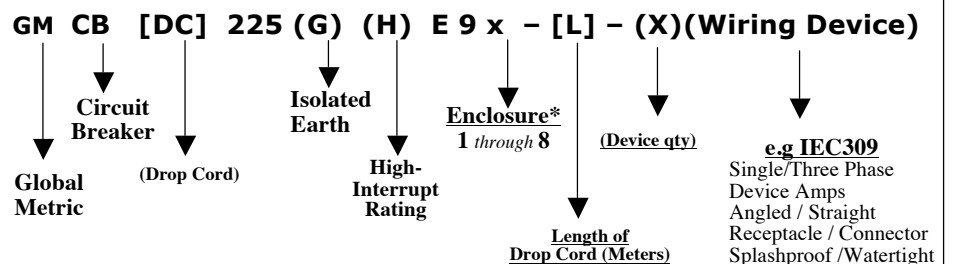 GM CB [DC] 225 (G) (H) E 9 x – [L] – (X)(Wiring Device)
Global
Metric
Circuit
Breaker
(Drop Cord)
Isolated
Earth
High-
Interrupt
Rating
Enclosure*
1 through 8
Length of
Drop Cord (Meters)
(Device qty)
e.g IEC309
Single/Three Phase
Device Amps
Angled / Straight
Receptacle / Connector
Splashproof /Watertight